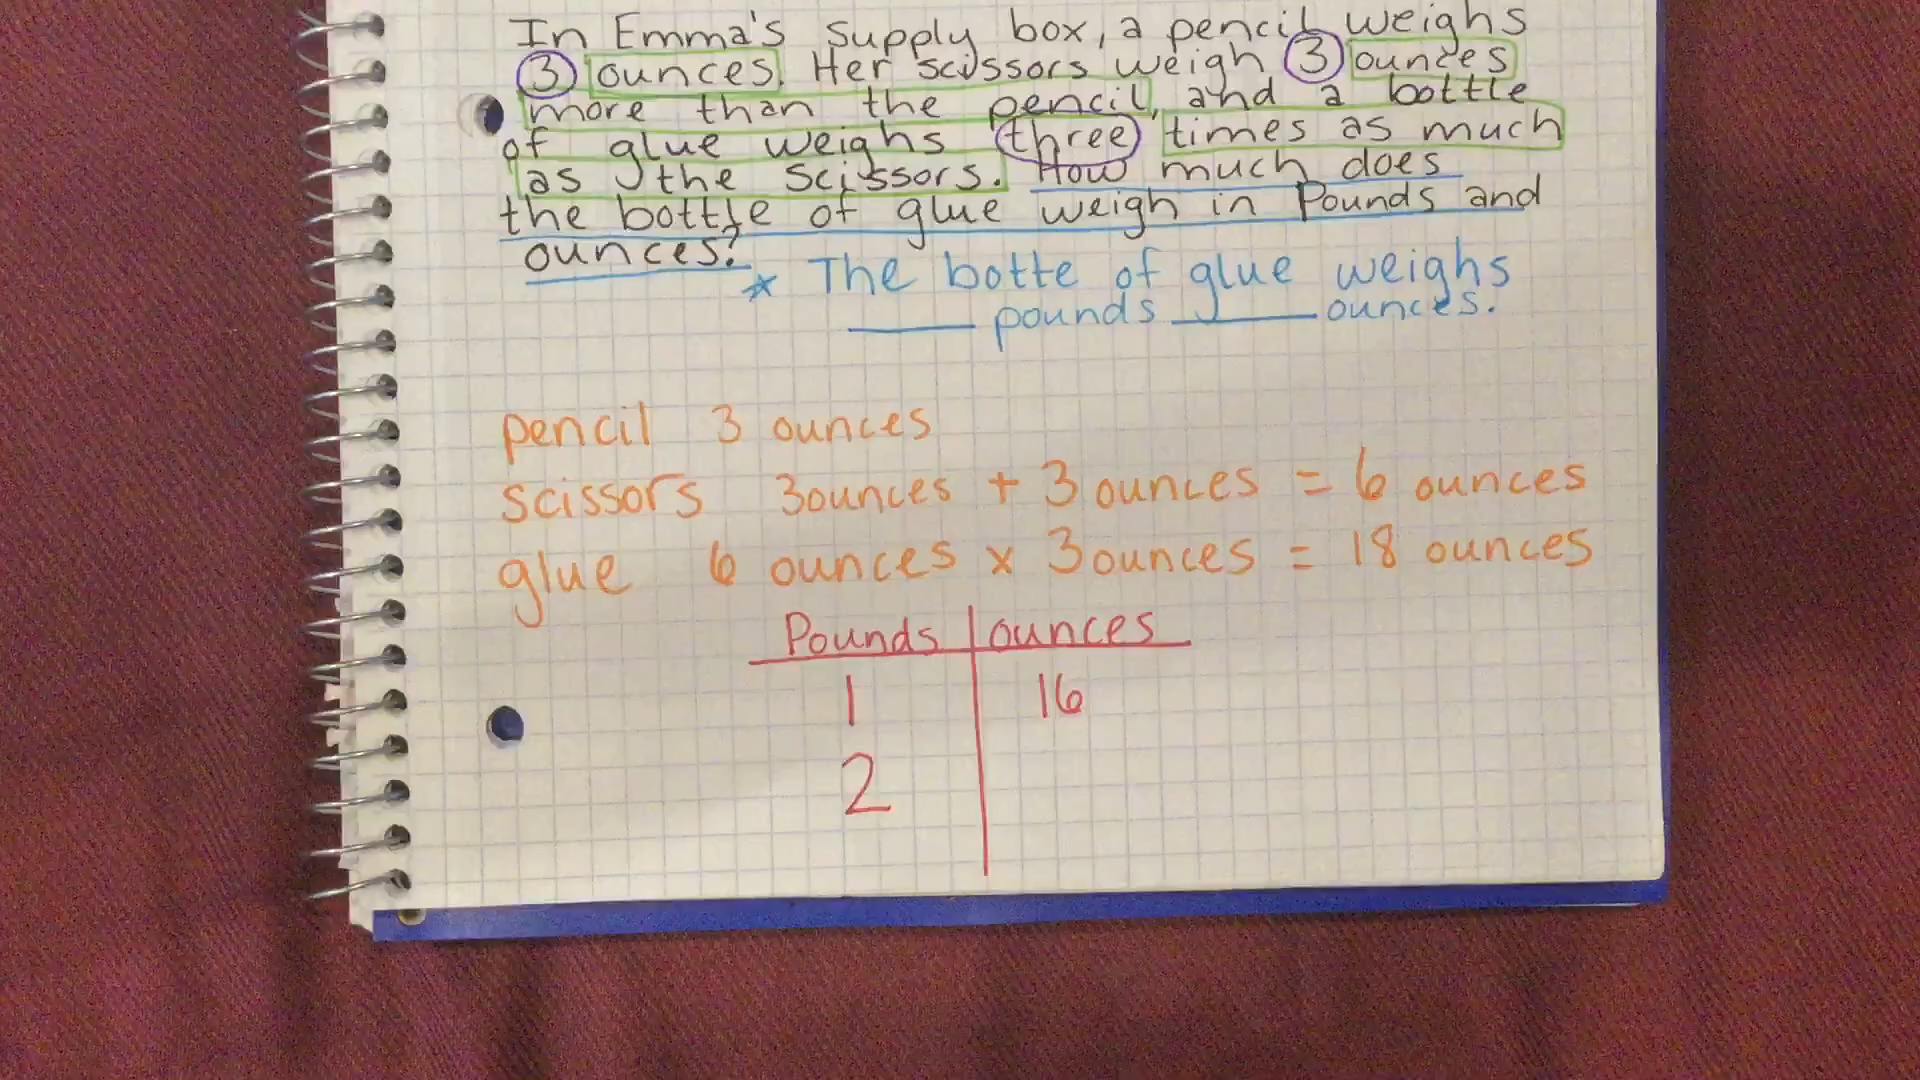 In Emma's supply box, a pencil weighs
3 ounces. Her scissors weigh 3 ounces
more than the pencil, and a bottle
of glue weighs three times as much
as the scissors. How much does
the bottle of glue weigh in Pounds and
ounces?
* The botte of glue weighs
____ pounds ____ ounces.
pencil 3 ounces
scissors 3ounces + 3 ounces = 6 ounces
glue 6 ounces x 3ounces = 18 ounces
Pounds ounces
1 16
2